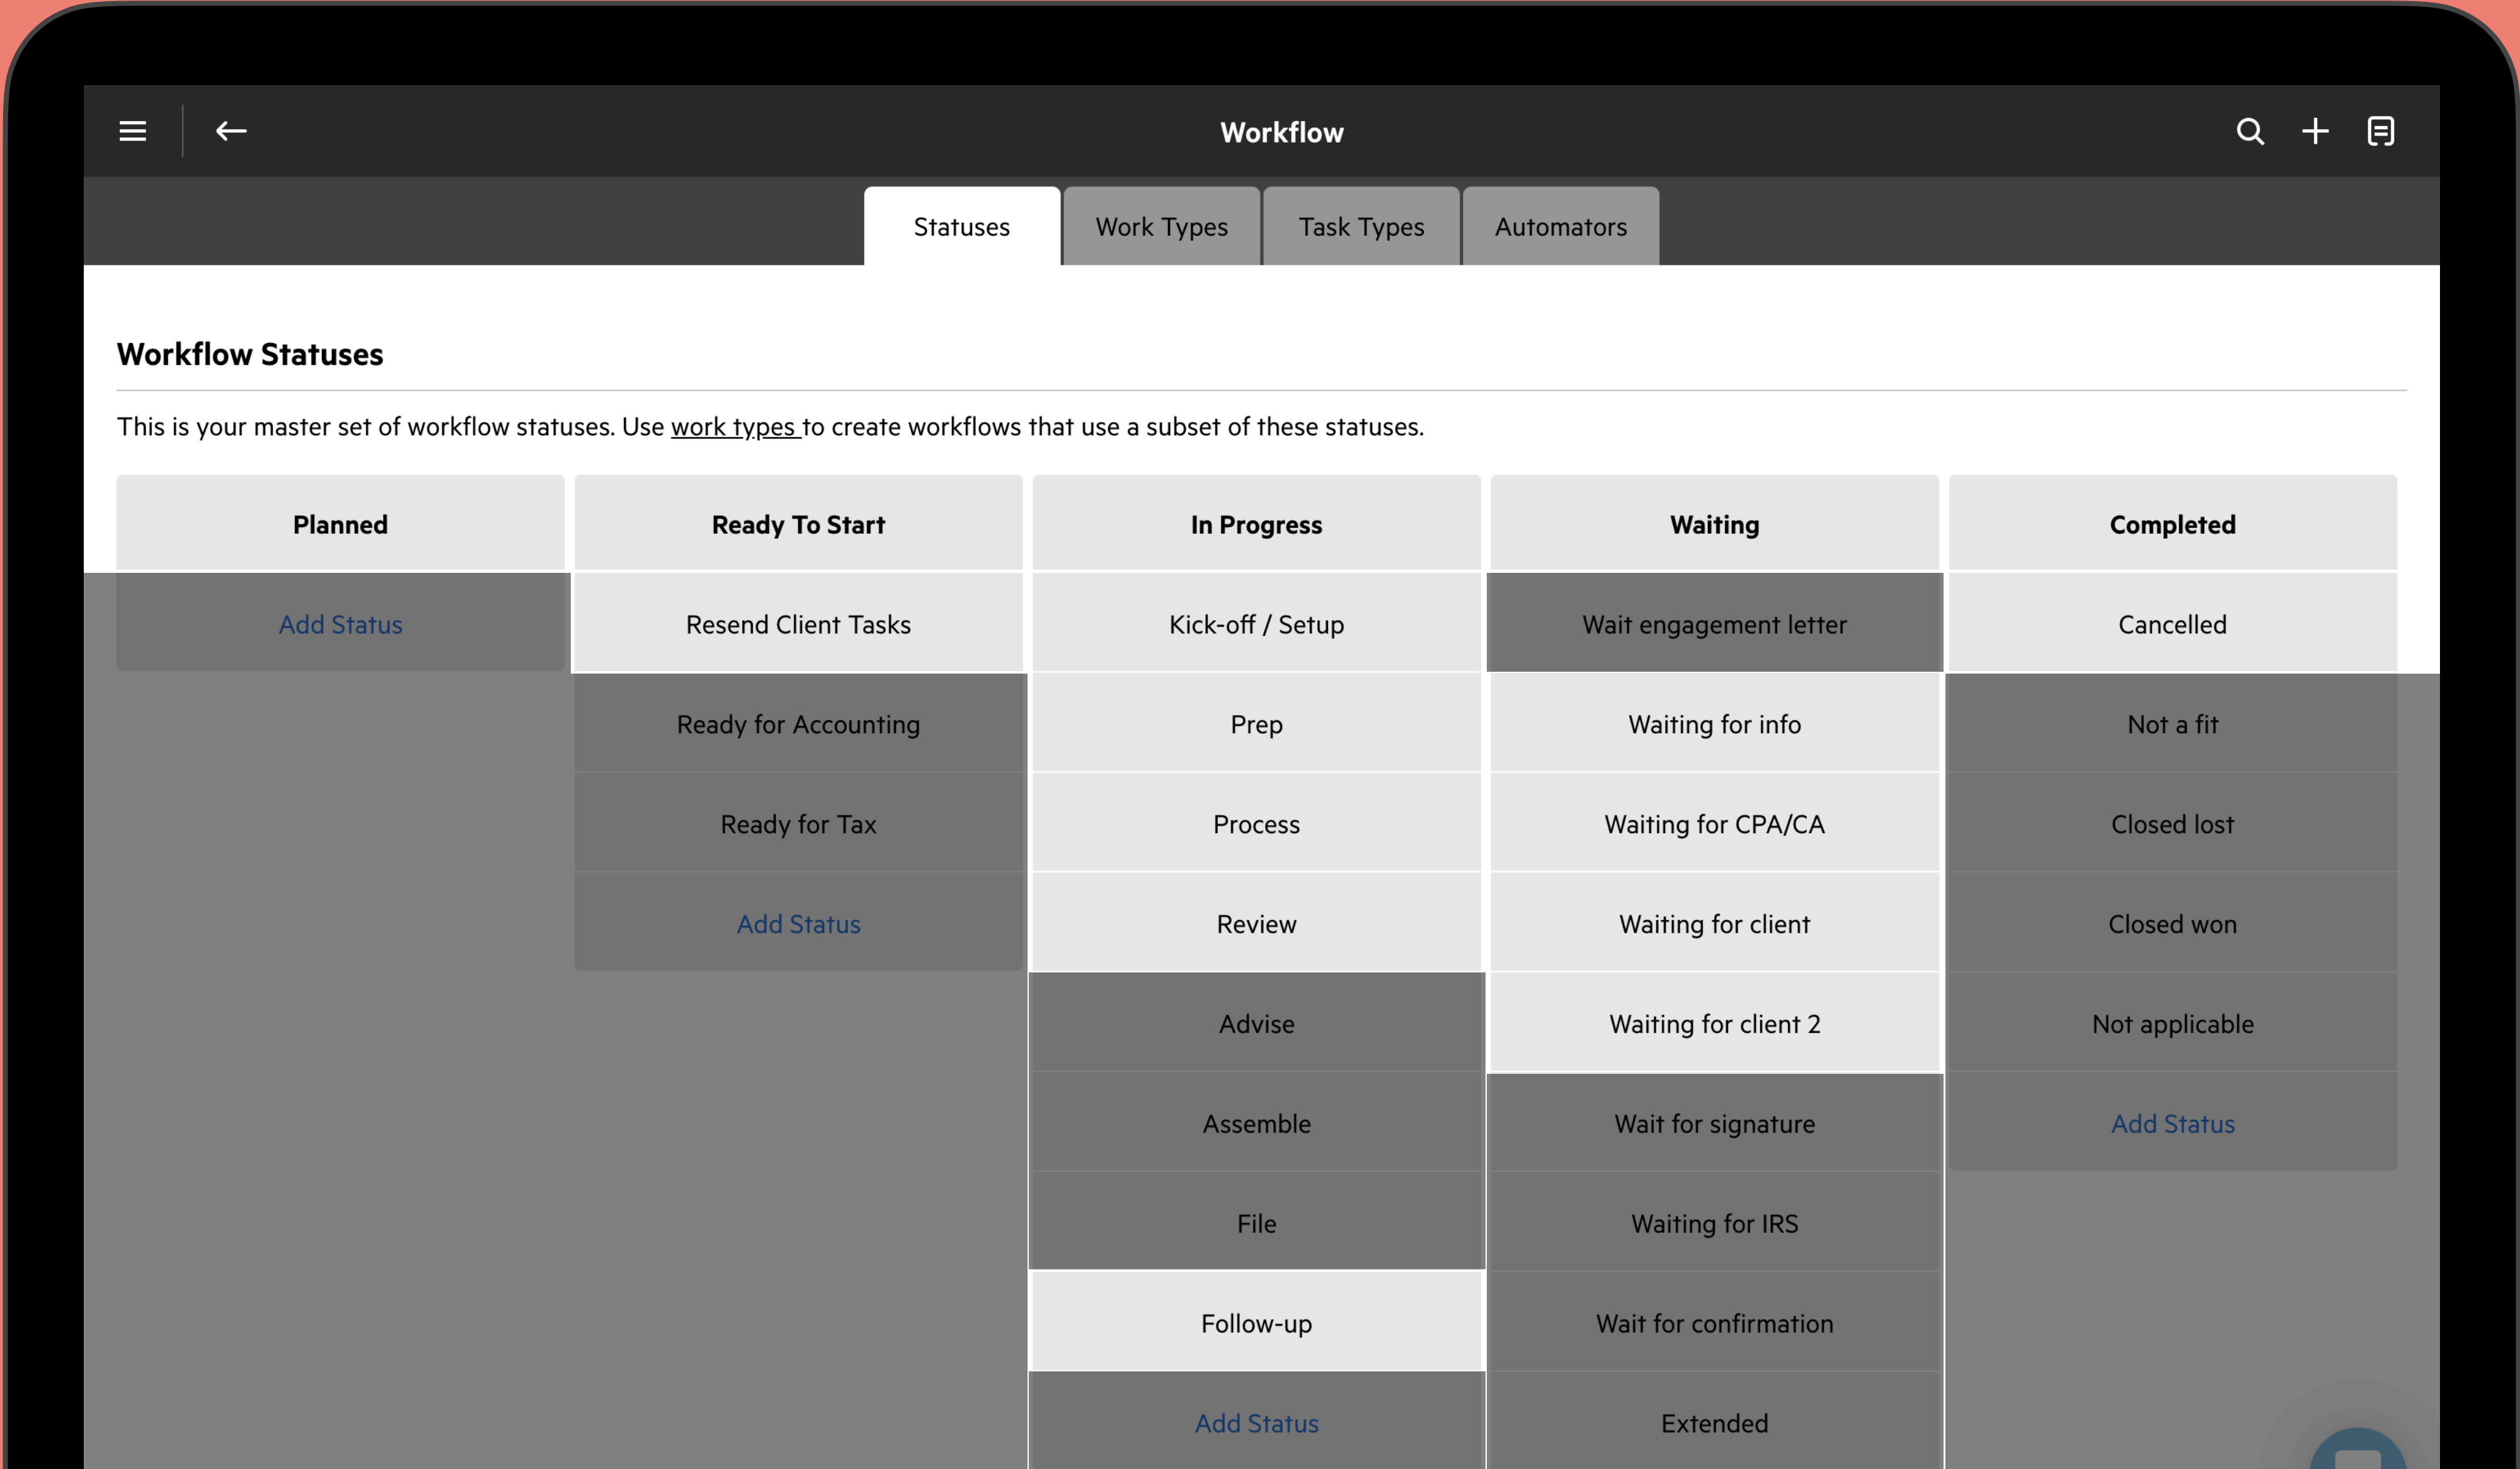 Workflow
Statuses
Work Types
Task Types
Automators
Workflow Statuses
This is your master set of workflow statuses. Use work types to create workflows that use a subset of these statuses.
Planned
Ready To Start
In Progress
Waiting
Completed
Add Status
Resend Client Tasks
Kick-off / Setup
Wait engagement letter
Cancelled
Ready for Accounting
Prep
Waiting for info
Not a fit
Ready for Tax
Process
Waiting for CPA/CA
Closed lost
Add Status
Review
Waiting for client
Closed won
Advise
Waiting for client 2
Not applicable
Assemble
Wait for signature
Add Status
File
Waiting for IRS
Follow-up
Wait for confirmation
Add Status
Extended